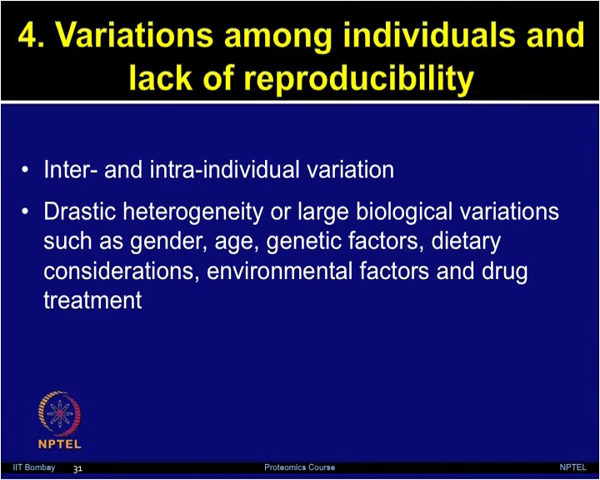 4. Variations among individuals and
lack of reproducibility
• Inter- and intra-individual variation
• Drastic heterogeneity or large biological variations
such as gender, age, genetic factors, dietary
considerations, environmental factors and drug
treatment
NPTEL
IIT Bombay 31 Proteomics Course NPTEL